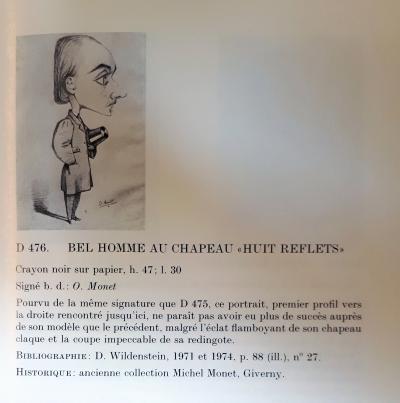 O. Monet
D 476. BEL HOMME AU CHAPEAU «HUIT REFLETS»
Crayon noir sur papier, h. 47; l. 30
Signé b. d.: O. Monet
Pourvu de la même signature que D 475, ce portrait, premier profil vers
la droite rencontré jusqu'ici, ne paraît pas avoir eu plus de succès auprès
de son modèle que le précédent, malgré l'éclat flamboyant de son chapeau
claque et la coupe impeccable de sa redingote.
BIBLIOGRAPHIE: D. Wildenstein, 1971 et 1974, p. 88 (ill.), nº 27.
HISTORIQUE: ancienne collection Michel Monet, Giverny.